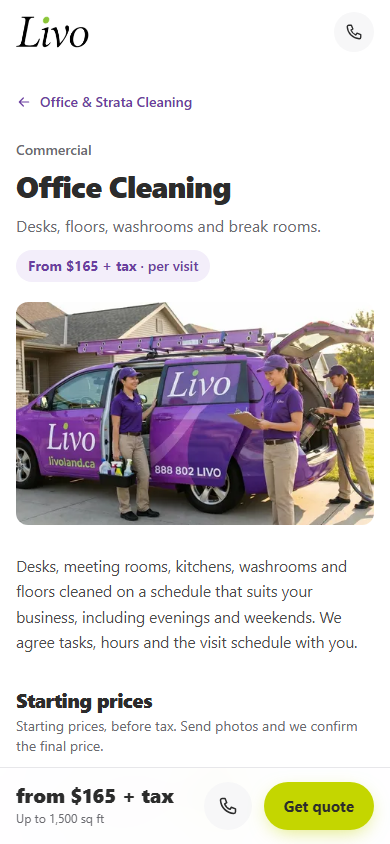 Livo
Office & Strata Cleaning
Commercial
Office Cleaning
Desks, floors, washrooms and break rooms.
From $165 + tax · per visit
Livo
Livo
livoland.ca
888 802 LIVO
Desks, meeting rooms, kitchens, washrooms and
floors cleaned on a schedule that suits your
business, including evenings and weekends. We
agree tasks, hours and the visit schedule with you.
Starting prices
Starting prices, before tax. Send photos and we confirm
the final price.
from $165 + tax
Up to 1,500 sq ft
Get quote